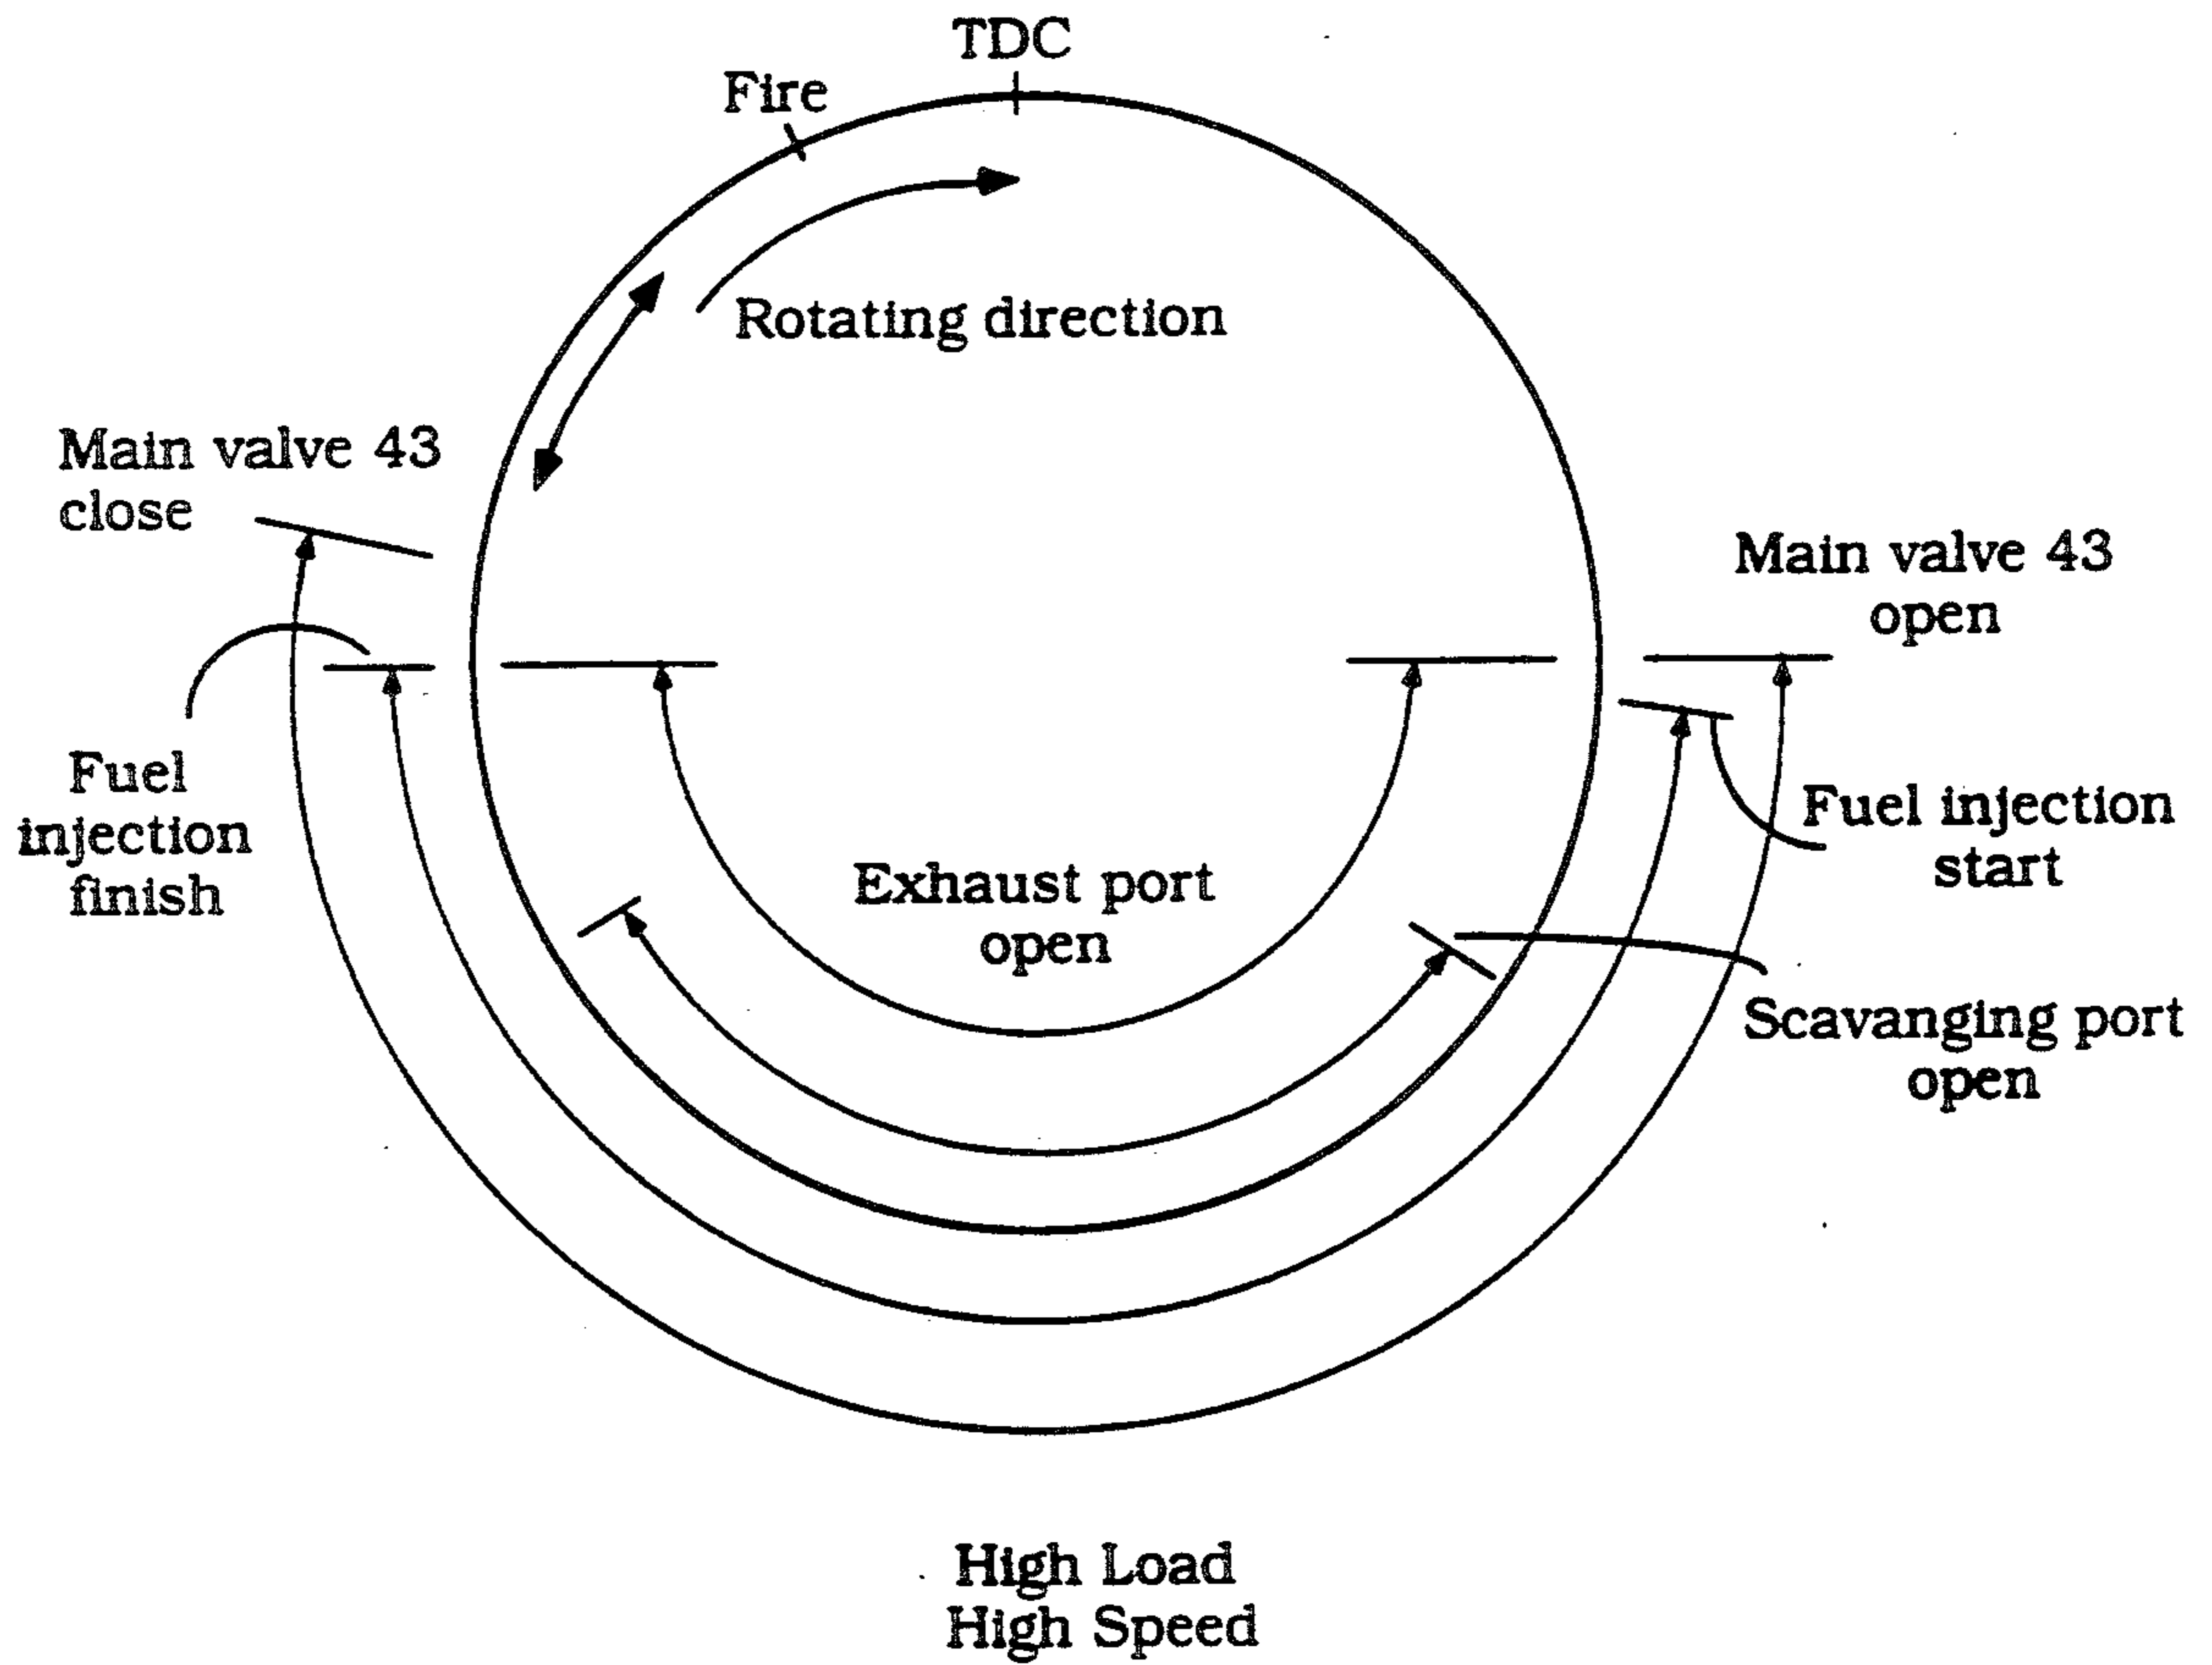 TDC
Fire
Rotating direction
Main valve 43
close
Main valve 43
open
Fuel
injection
finish
Fuel injection
start
Exhaust port
open
Scavanging port
open
High Load
High Speed